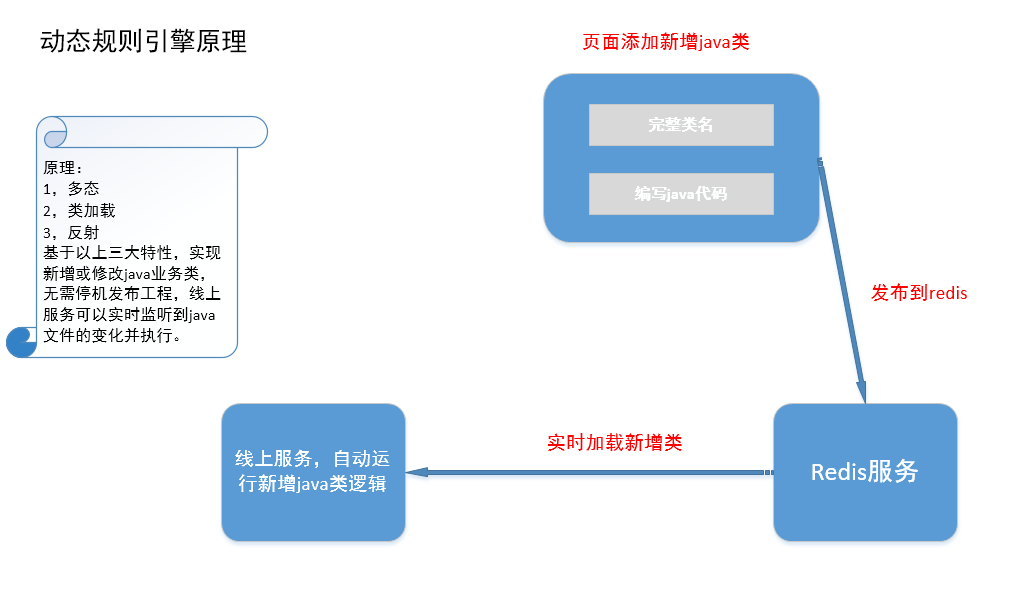 动态规则引擎原理
页面添加新增java类
完整类名
编写java代码
原理：
1，多态
2，类加载
3，反射
基于以上三大特性，实现
新增或修改java业务类，
无需停机发布工程，线上
服务可以实时监听到java
文件的变化并执行。
发布到redis
实时加载新增类
线上服务，自动运
行新增java类逻辑
Redis服务